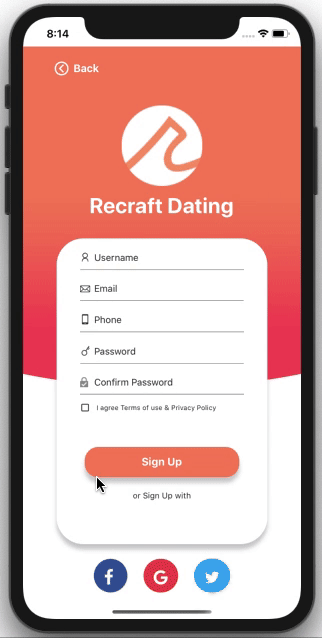 8:14
Back
Recraft Dating
Username
Email
Phone
Password
Confirm Password
I agree Terms of use & Privacy Policy
Sign Up
or Sign Up with
f
G